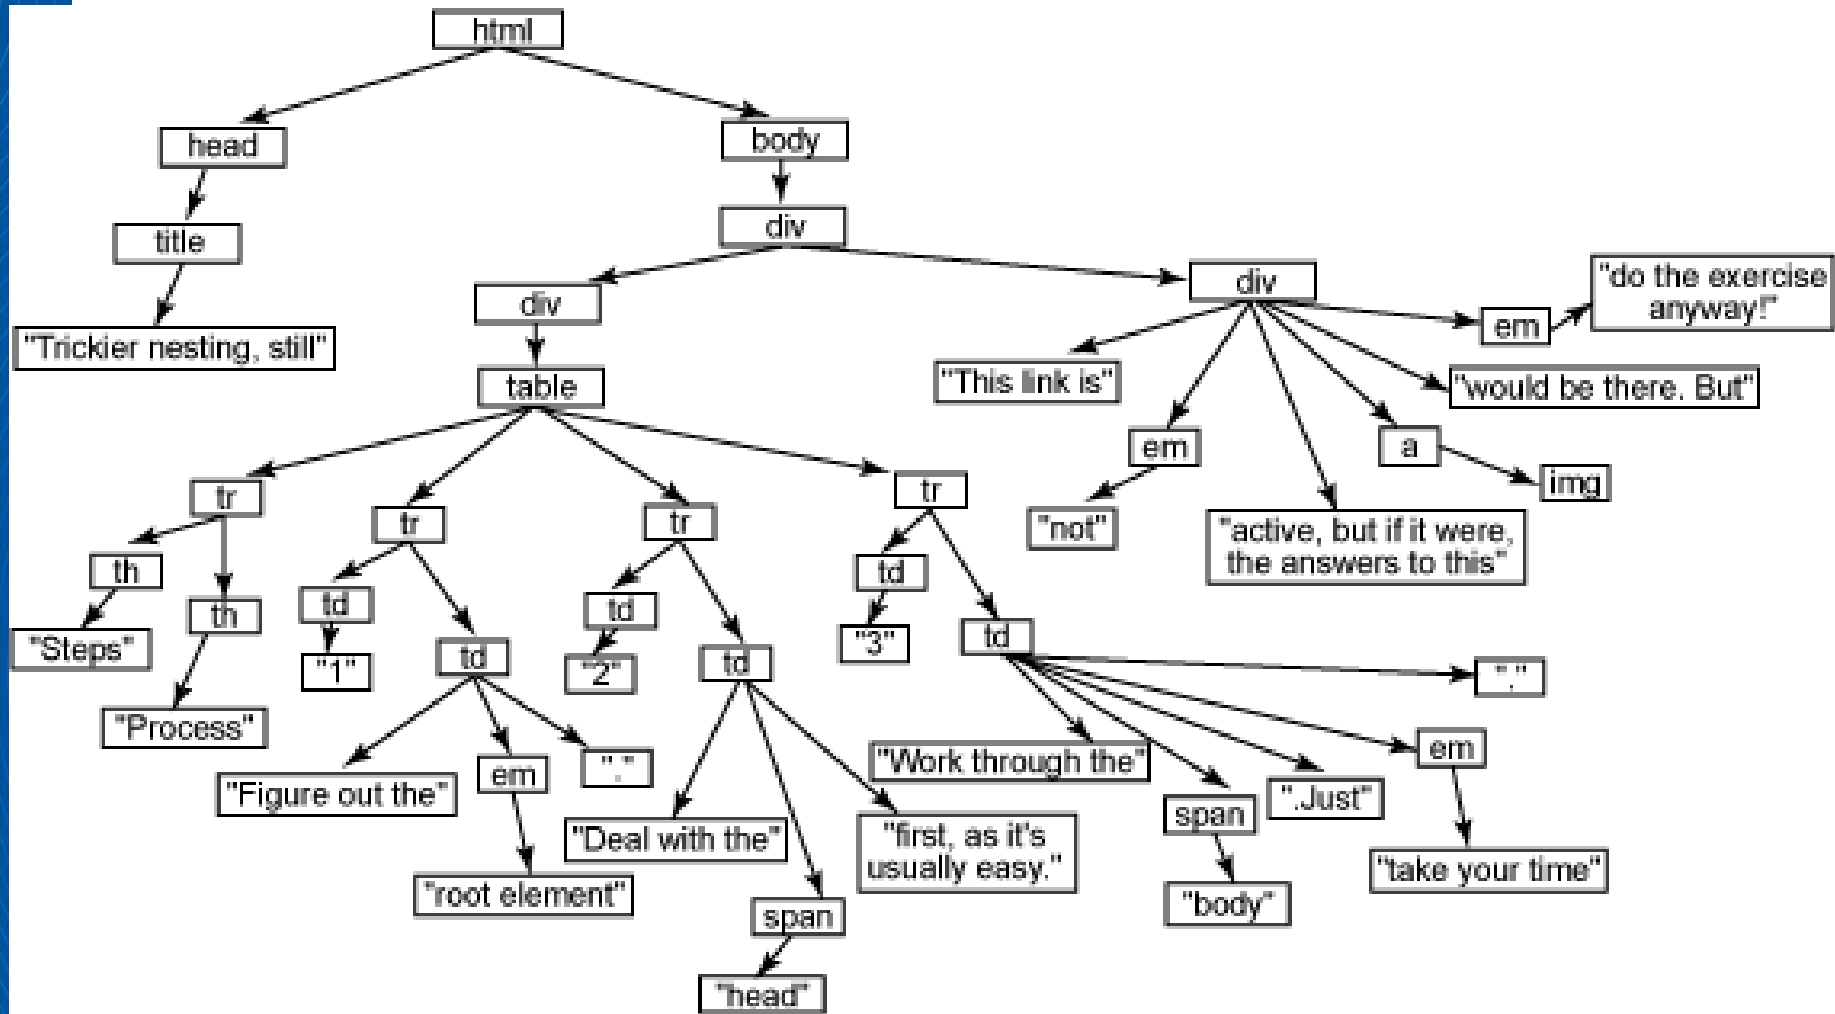 html
head
body
title
div
"Trickier nesting, still"
div
div
"do the exercise
anyway!"
em
table
"This link is"
"would be there. But"
em
a
img
"not"
"active, but if it were,
the answers to this"
tr
tr
tr
tr
th
th
"Steps"
"Process"
td
"1"
td
"Figure out the"
em
"."
"root element"
td
"2"
td
"Deal with the"
span
"head"
"first, as it's
usually easy."
td
"3"
td
"Work through the"
span
"body"
".Just"
em
"take your time"
"."